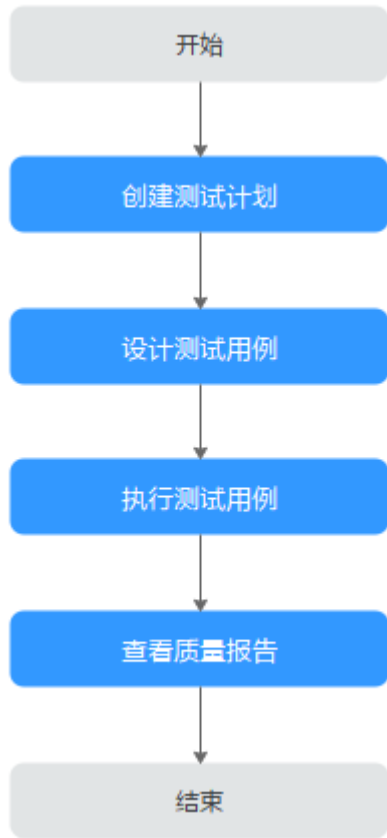 开始
创建测试计划
设计测试用例
执行测试用例
查看质量报告
结束